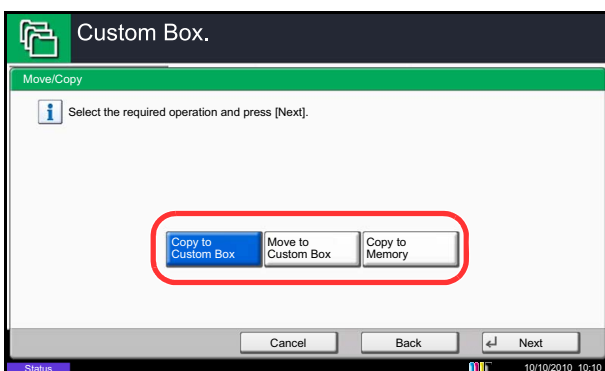 Custom Box.
Move/Copy
i Select the required operation and press [Next].
Copy to
Custom Box
Move to
Custom Box
Copy to
Memory
Cancel
Back
Next
Status
10/10/2010 10:10